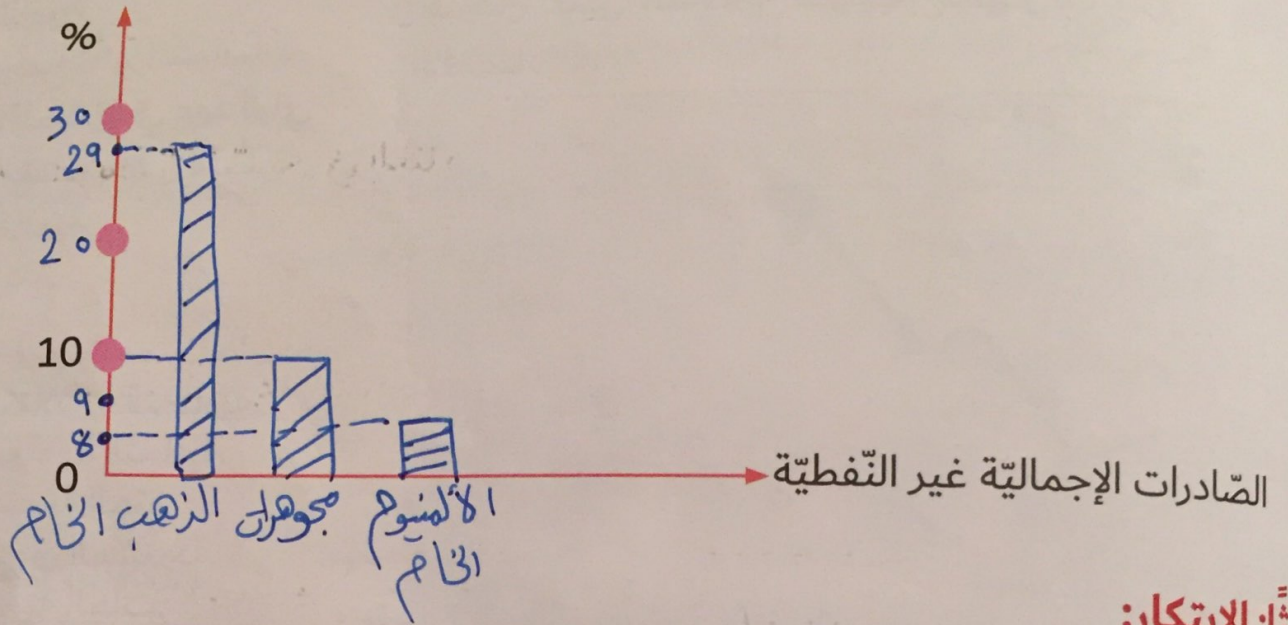 %
30
29
20
10
9
8
0
الصّادرات الإجماليّة غير النّفطيّة
الذهب الخام
مجوهرات
الألمنيوم
الخام
الابتكار: